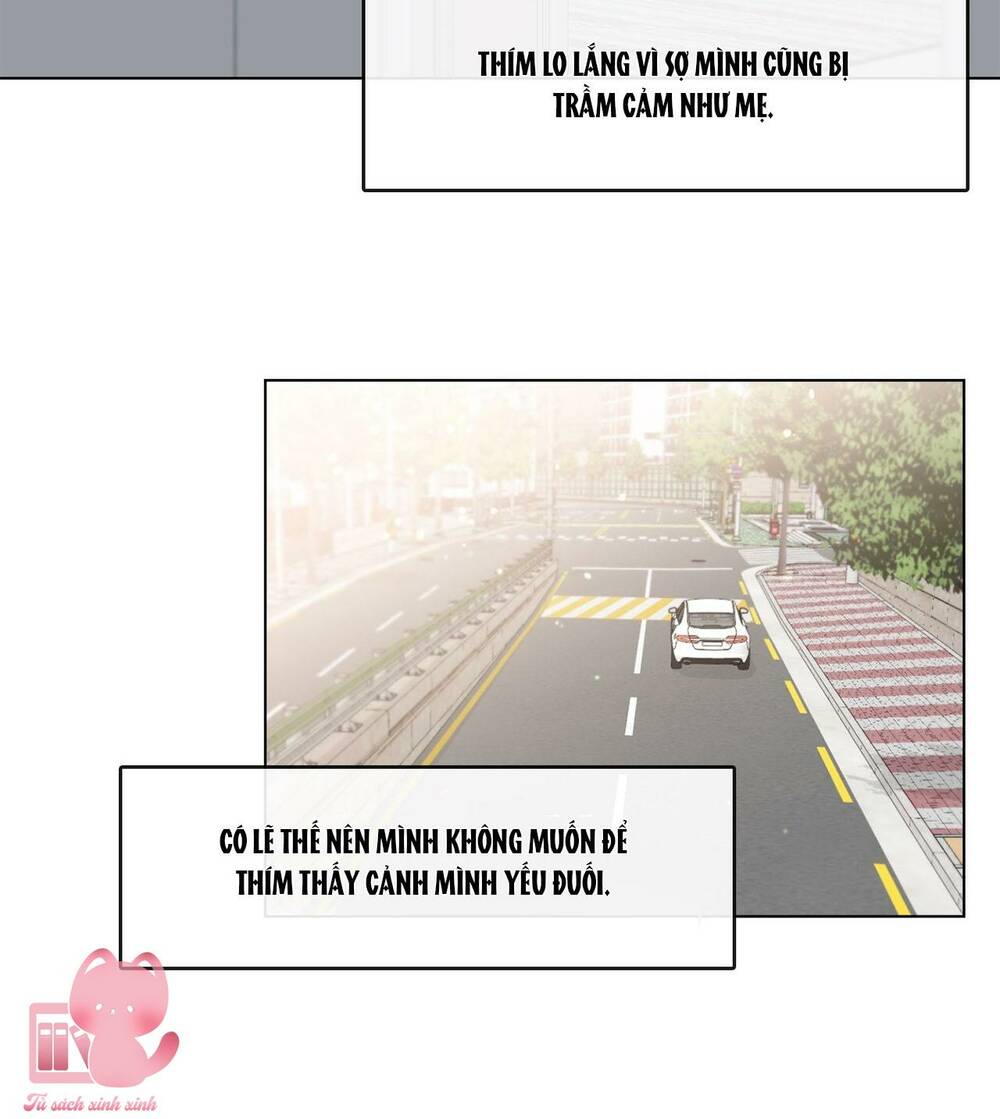 THÍM LO LẮNG VÌ SỢ MÌNH CŨNG BỊ
TRẦM CẢM NHƯ MẸ.
CÓ LẼ THẾ NÊN MÌNH KHÔNG MUỐN ĐỂ
THÍM THẤY CẢNH MÌNH YẾU ĐUỐI.
Tủ sách xinh xinh